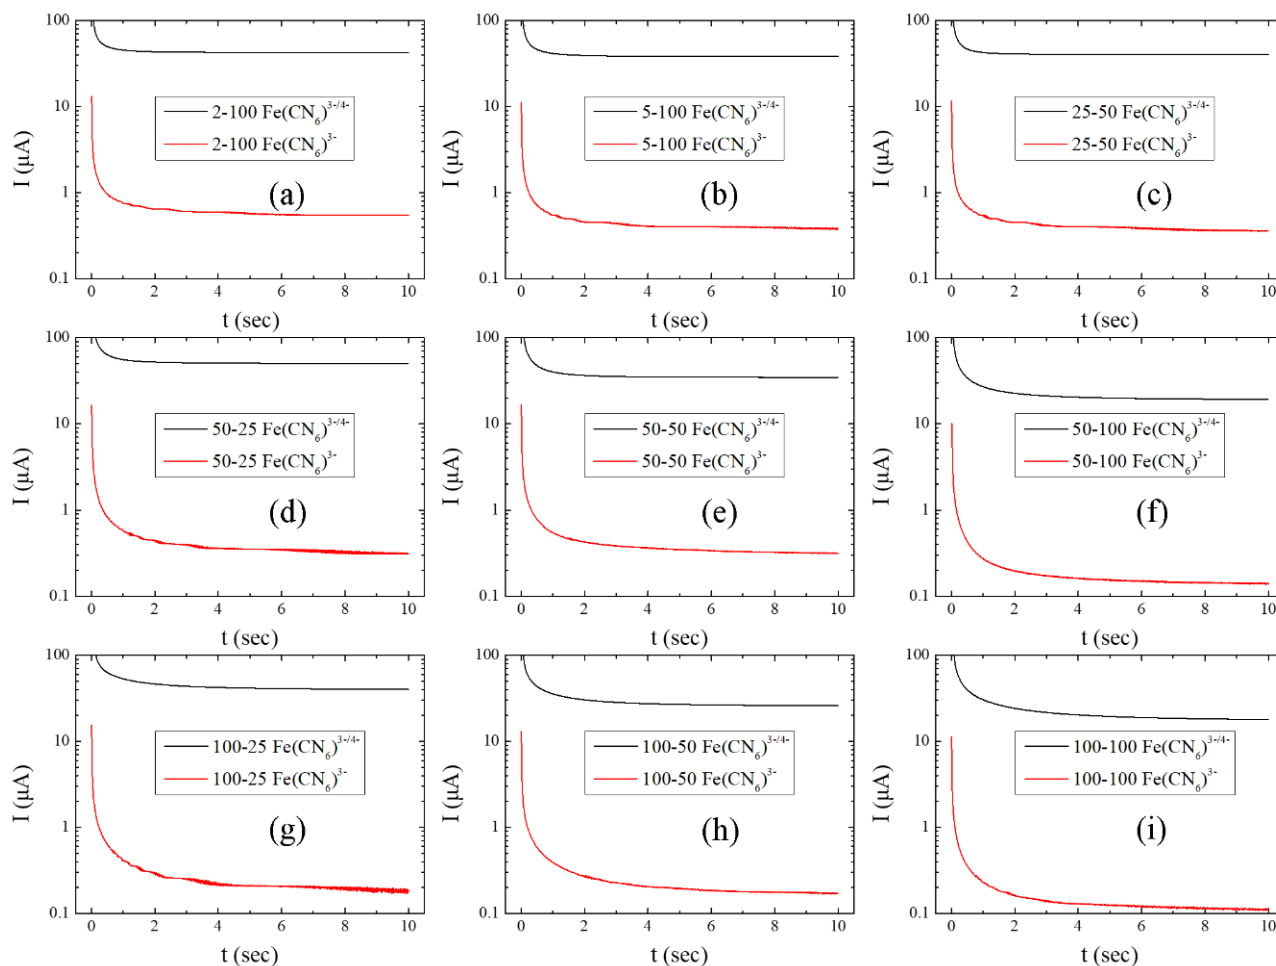 100
10
1
0.1
I (μA)
2-100 Fe(CN₆)³⁻/⁴⁻
2-100 Fe(CN₆)³⁻
(a)
0 2 4 6 8 10
t (sec)
100
10
1
0.1
I (μA)
5-100 Fe(CN₆)³⁻/⁴⁻
5-100 Fe(CN₆)³⁻
(b)
0 2 4 6 8 10
t (sec)
100
10
1
0.1
I (μA)
25-50 Fe(CN₆)³⁻/⁴⁻
25-50 Fe(CN₆)³⁻
(c)
0 2 4 6 8 10
t (sec)
100
10
1
0.1
I (μA)
50-25 Fe(CN₆)³⁻/⁴⁻
50-25 Fe(CN₆)³⁻
(d)
0 2 4 6 8 10
t (sec)
100
10
1
0.1
I (μA)
50-50 Fe(CN₆)³⁻/⁴⁻
50-50 Fe(CN₆)³⁻
(e)
0 2 4 6 8 10
t (sec)
100
10
1
0.1
I (μA)
50-100 Fe(CN₆)³⁻/⁴⁻
50-100 Fe(CN₆)³⁻
(f)
0 2 4 6 8 10
t (sec)
100
10
1
0.1
I (μA)
100-25 Fe(CN₆)³⁻/⁴⁻
100-25 Fe(CN₆)³⁻
(g)
0 2 4 6 8 10
t (sec)
100
10
1
0.1
I (μA)
100-50 Fe(CN₆)³⁻/⁴⁻
100-50 Fe(CN₆)³⁻
(h)
0 2 4 6 8 10
t (sec)
100
10
1
0.1
I (μA)
100-100 Fe(CN₆)³⁻/⁴⁻
100-100 Fe(CN₆)³⁻
(i)
0 2 4 6 8 10
t (sec)